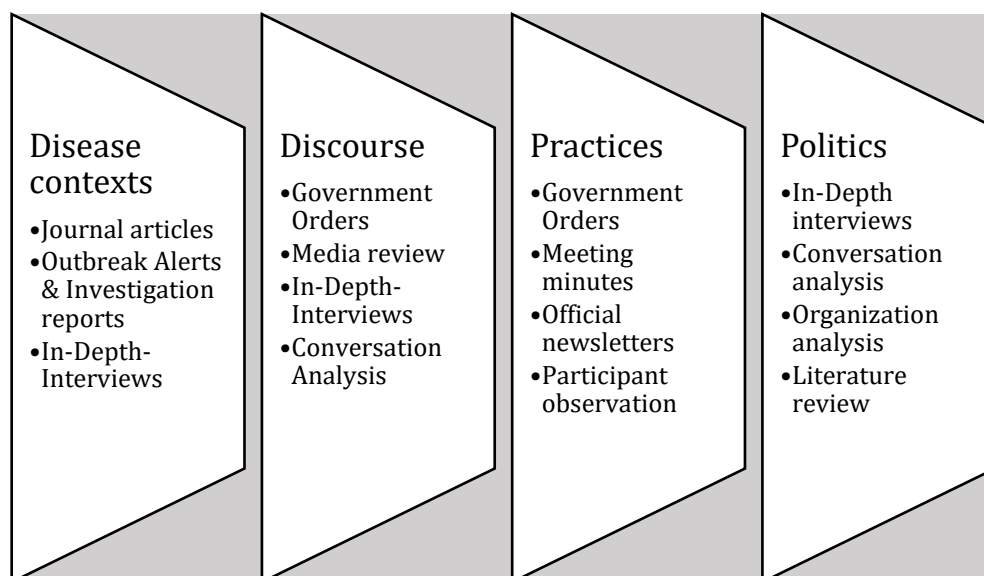 Disease
contexts
•Journal articles
•Outbreak Alerts
& Investigation
reports
•In-Depth-
Interviews
Discourse
•Government
Orders
•Media review
•In-Depth-
Interviews
•Conversation
Analysis
Practices
•Government
Orders
•Meeting
minutes
•Official
newsletters
•Participant
observation
Politics
•In-Depth
interviews
•Conversation
analysis
•Organization
analysis
•Literature
review